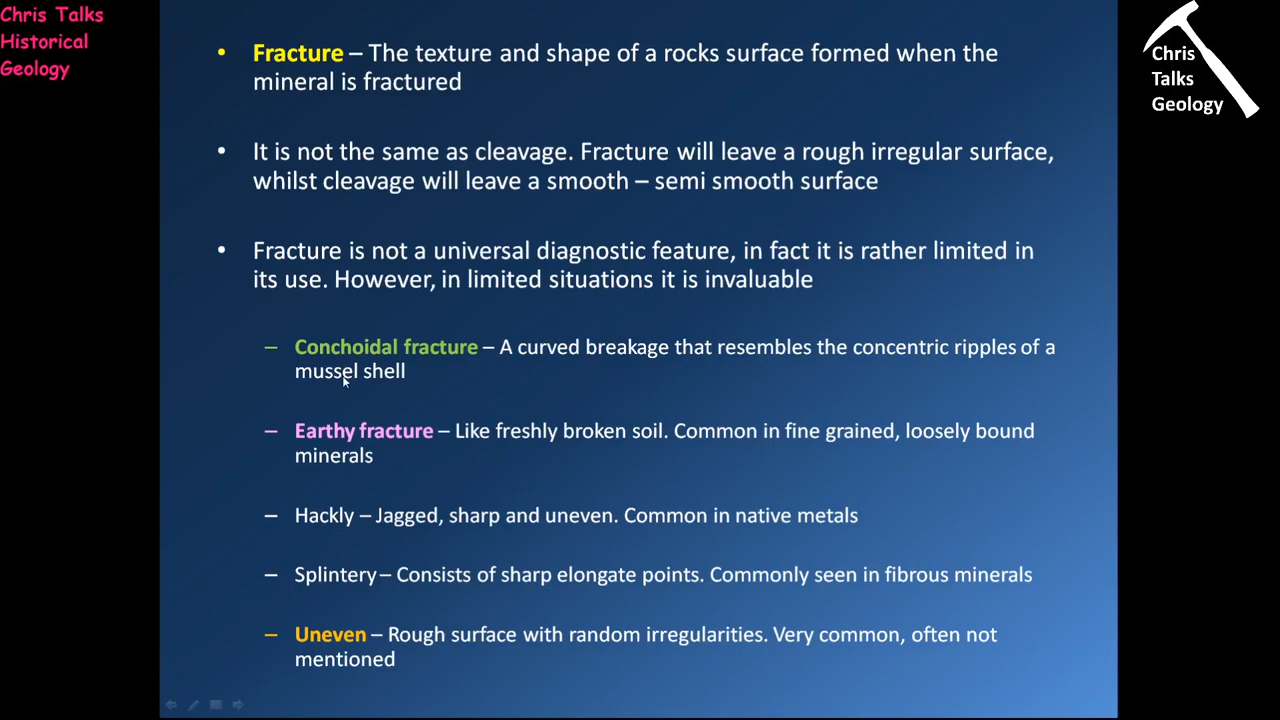 Chris Talks
Historical
Geology
Chris
Talks
Geology
• Fracture – The texture and shape of a rocks surface formed when the
mineral is fractured
• It is not the same as cleavage. Fracture will leave a rough irregular surface,
whilst cleavage will leave a smooth – semi smooth surface
• Fracture is not a universal diagnostic feature, in fact it is rather limited in
its use. However, in limited situations it is invaluable
– Conchoidal fracture – A curved breakage that resembles the concentric ripples of a
mussel shell
– Earthy fracture – Like freshly broken soil. Common in fine grained, loosely bound
minerals
– Hackly – Jagged, sharp and uneven. Common in native metals
– Splintery – Consists of sharp elongate points. Commonly seen in fibrous minerals
– Uneven – Rough surface with random irregularities. Very common, often not
mentioned